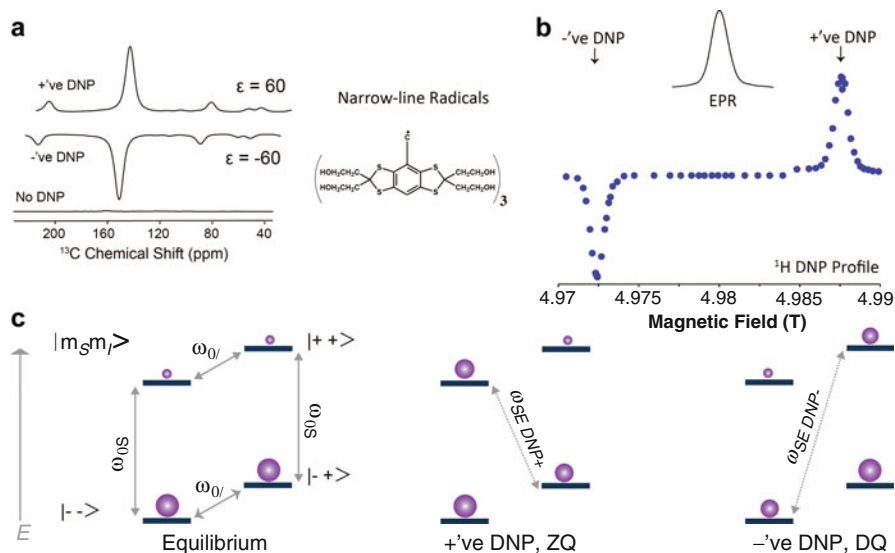 a
+'ve DNP
ε = 60
-'ve DNP
ε = -60
No DNP
200 160 120 80 40
¹³C Chemical Shift (ppm)
Narrow-line Radicals
Ċ
HOH₂CH₂C S S CH₂CH₂OH
HOH₂CH₂C S S CH₂CH₂OH
3
b
-'ve DNP
+'ve DNP
EPR
¹H DNP Profile
4.97 4.975 4.98 4.985 4.99
Magnetic Field (T)
c
E
|mSmI>
|+ +>
|- +>
|- ->
ω0I
ω0S
ω0S
ω0I
Equilibrium
ωSE DNP+
+'ve DNP, ZQ
ωSE DNP-
–'ve DNP, DQ